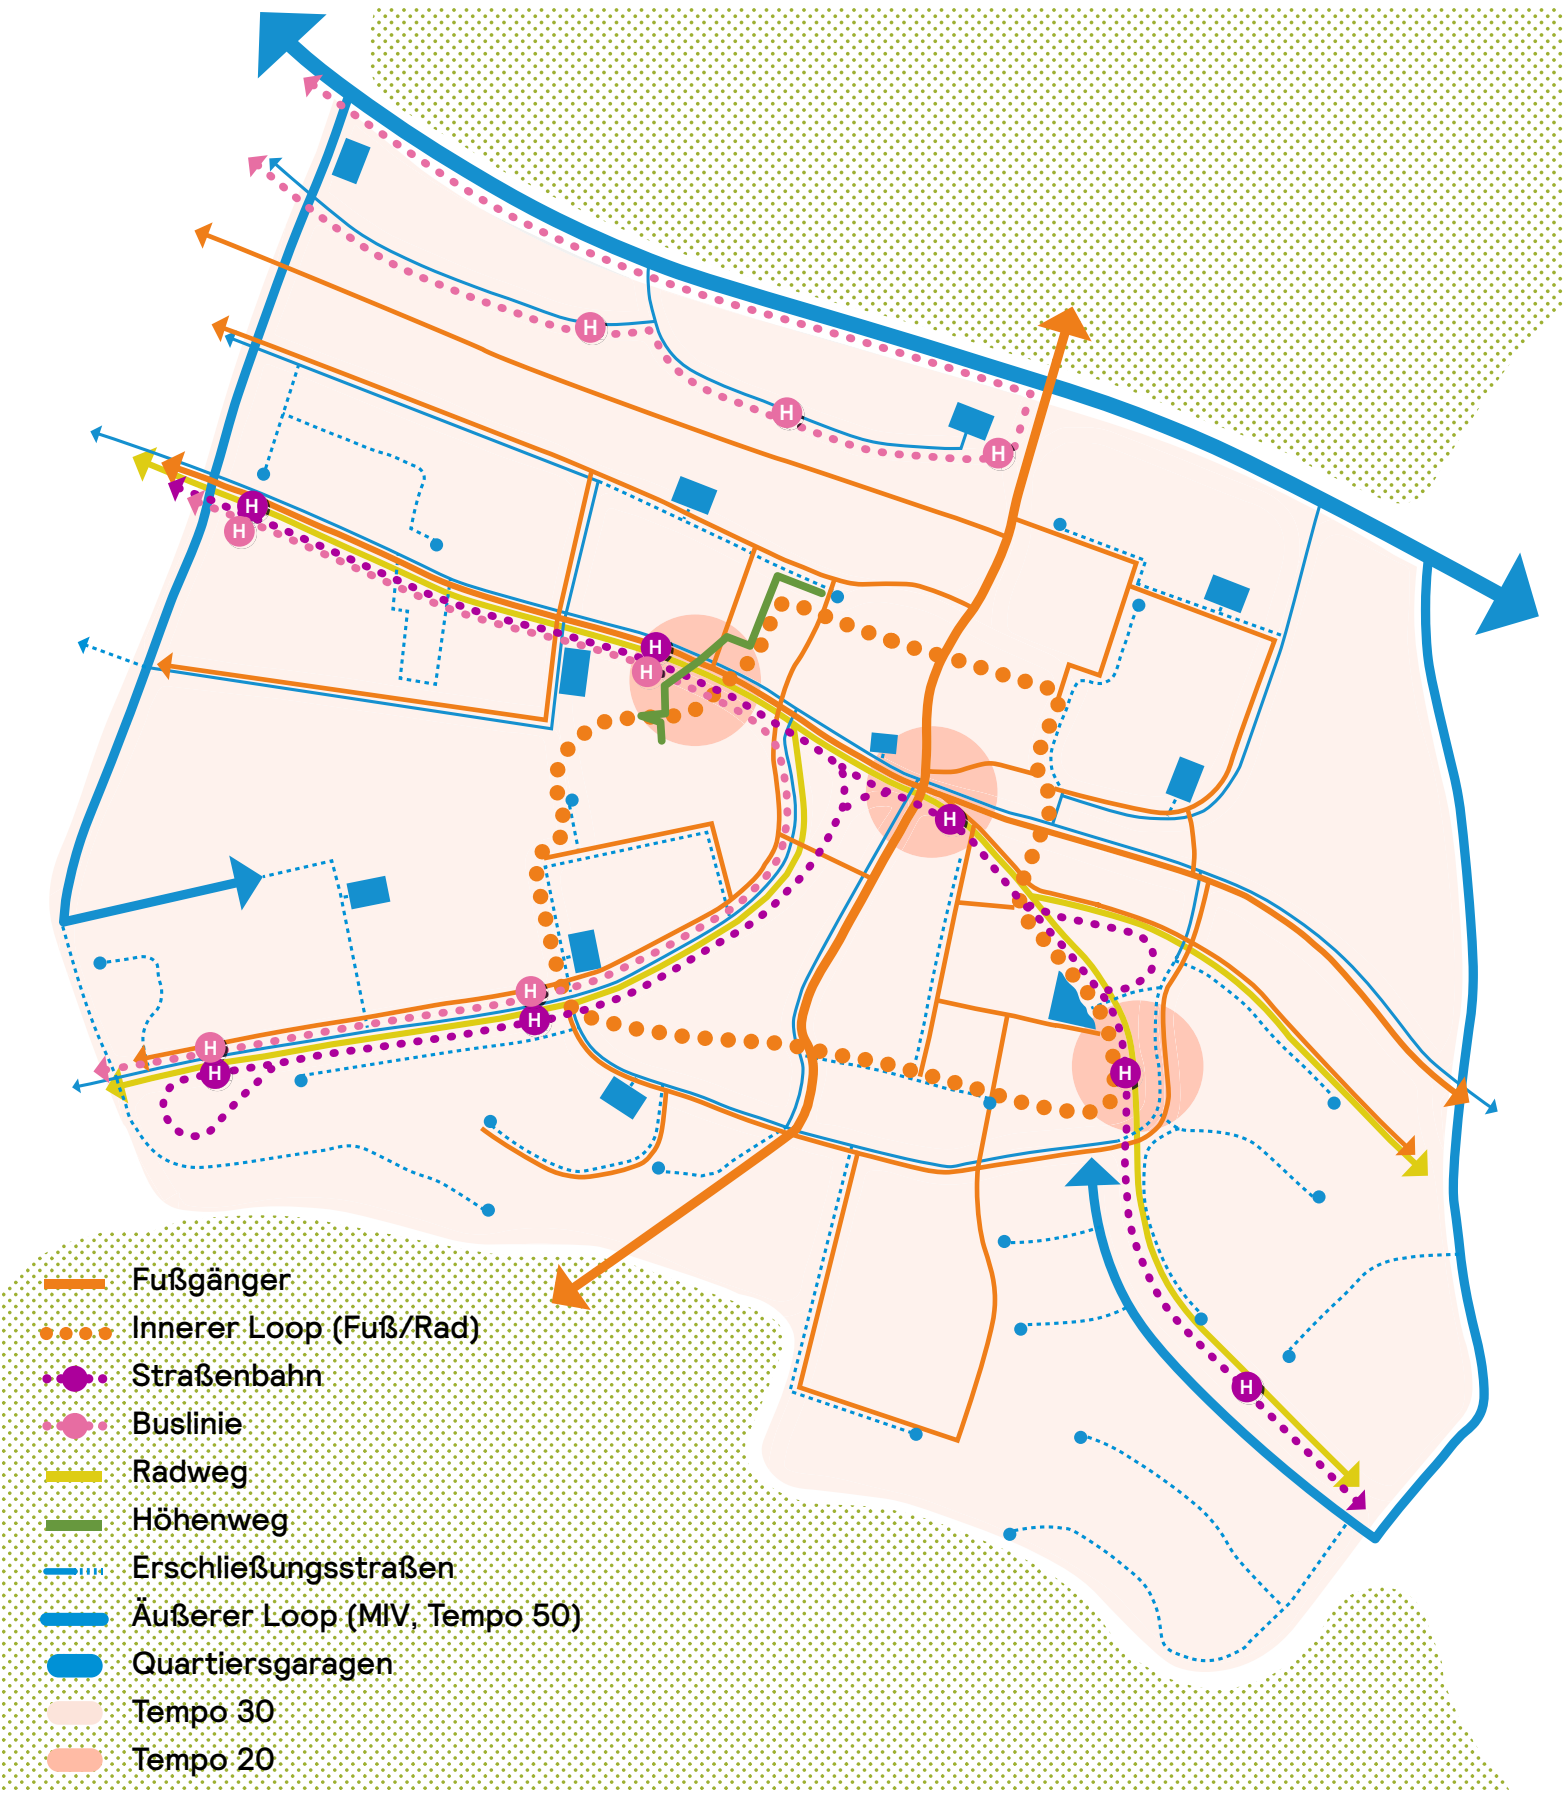 H
H
H
H
H
H
H
H
H
H
H
H
H
H
Fußgänger
Innerer Loop (Fuß/Rad)
Straßenbahn
Buslinie
Radweg
Höhenweg
Erschließungsstraßen
Äußerer Loop (MIV, Tempo 50)
Quartiersgaragen
Tempo 30
Tempo 20